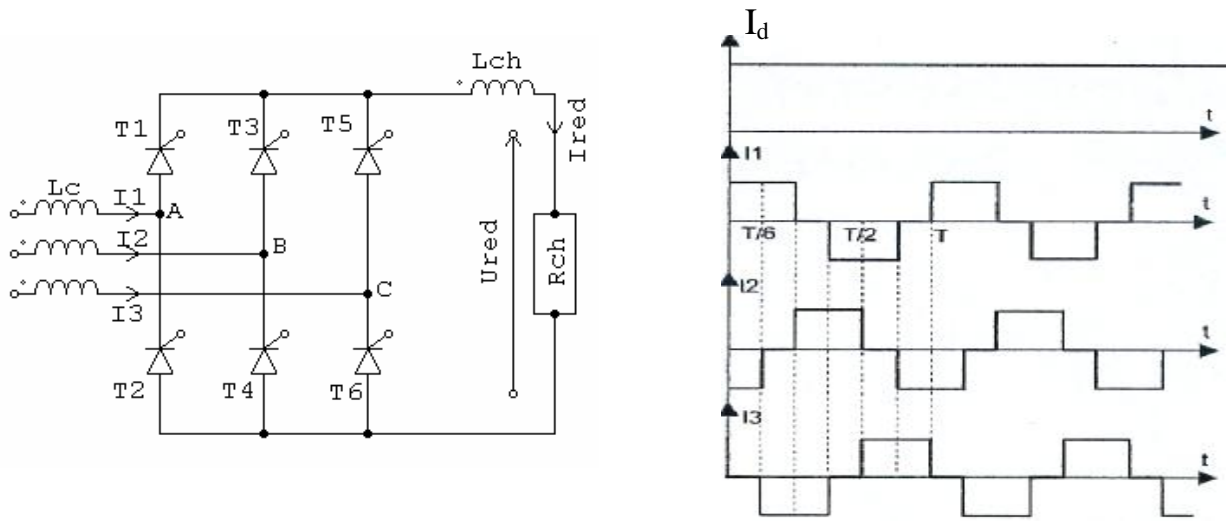 Lch
T1 T3 T5
Ired
Lc
I1
A
I2
B
Ured
Rch
I3
C
T2 T4 T6
Id
t
I1
t
T/6 T/2 T
I2
t
I3
t